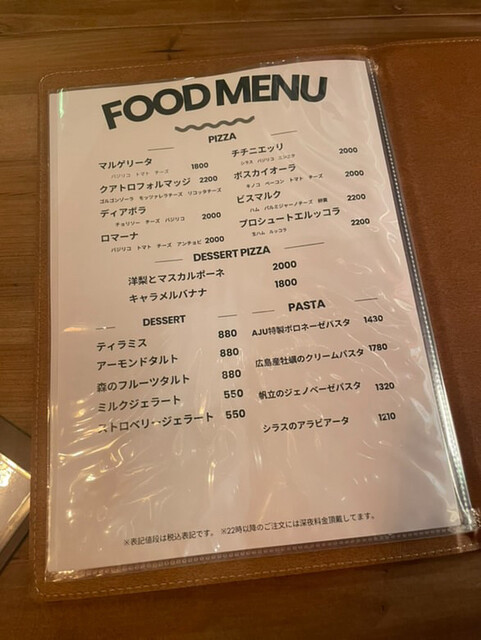 FOOD MENU
PIZZA
マルゲリータ 1800
バジリコ トマト チーズ
クアトロフォルマッジ 2200
ゴルゴンゾーラ モッツァレラチーズ リコッタチーズ
ディアボラ
チョリソー チーズ バジリコ 2000
ロマーナ
バジリコ トマト チーズ アンチョビ 2000
チチニエッリ
シラス バジリコ ニンニク 2000
ボスカイオーラ
キノコ ベーコン トマト チーズ 2000
ビスマルク
ハム パルミジャーノチーズ 卵黄 2200
プロシュートエルッコラ
生ハム ルッコラ 2200
DESSERT PIZZA
洋梨とマスカルポーネ 2000
キャラメルバナナ 1800
DESSERT
ティラミス 880
アーモンドタルト 880
森のフルーツタルト 880
ミルクジェラート 550
ストロベリージェラート 550
PASTA
AJU特製ボロネーゼパスタ 1430
広島産牡蠣のクリームパスタ 1780
帆立のジェノベーゼパスタ 1320
シラスのアラビアータ 1210
※表記値段は税込表記です。 ※22時以降のご注文には深夜料金頂戴してます。